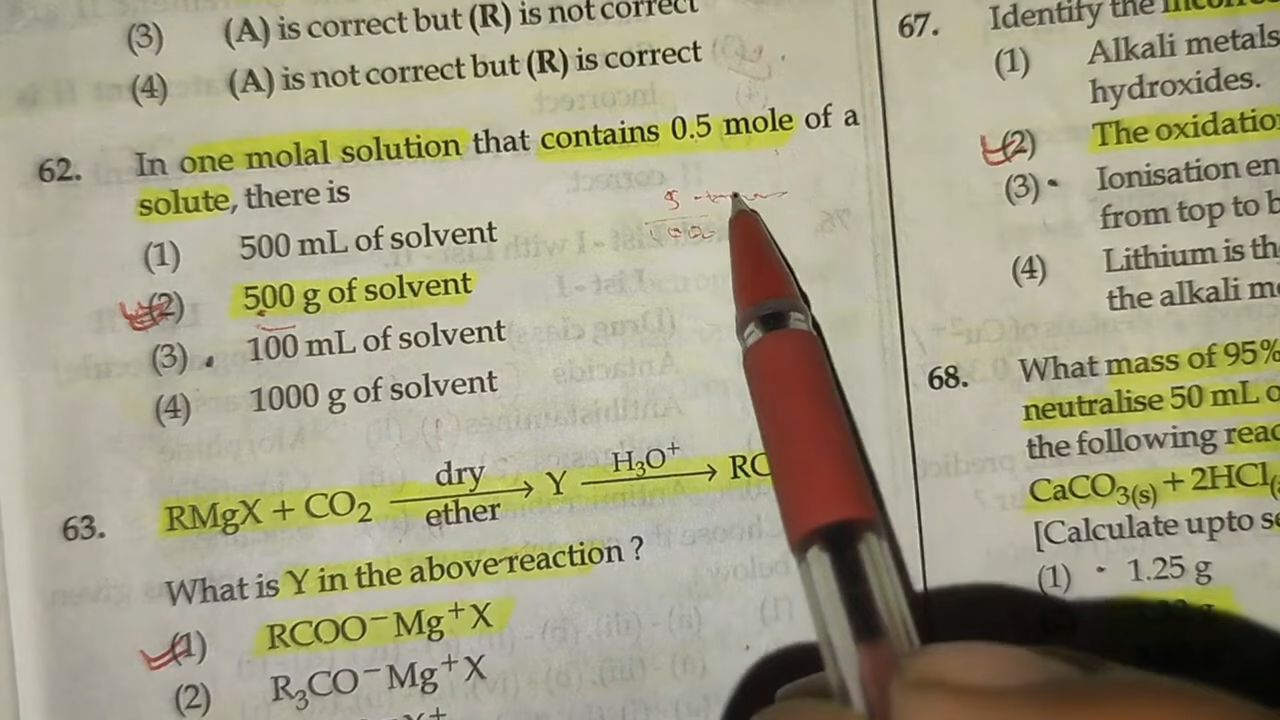 (3) (A) is correct but (R) is not correct
(4) (A) is not correct but (R) is correct
62. In one molal solution that contains 0.5 mole of a
solute, there is
(1) 500 mL of solvent
(2) 500 g of solvent
(3) 100 mL of solvent
(4) 1000 g of solvent
63. RMgX + CO₂ dry ether → Y H₃O⁺ → RC
What is Y in the above reaction ?
(1) RCOO⁻Mg⁺X
(2) R₃CO⁻Mg⁺X
67. Identify the
(1) Alkali metals
hydroxides.
(2) The oxidatio
(3) Ionisation en
from top to b
(4) Lithium is th
the alkali m
68. What mass of 95%
neutralise 50 mL o
the following reac
CaCO₃(s) + 2HCl(
[Calculate upto s
(1) 1.25 g